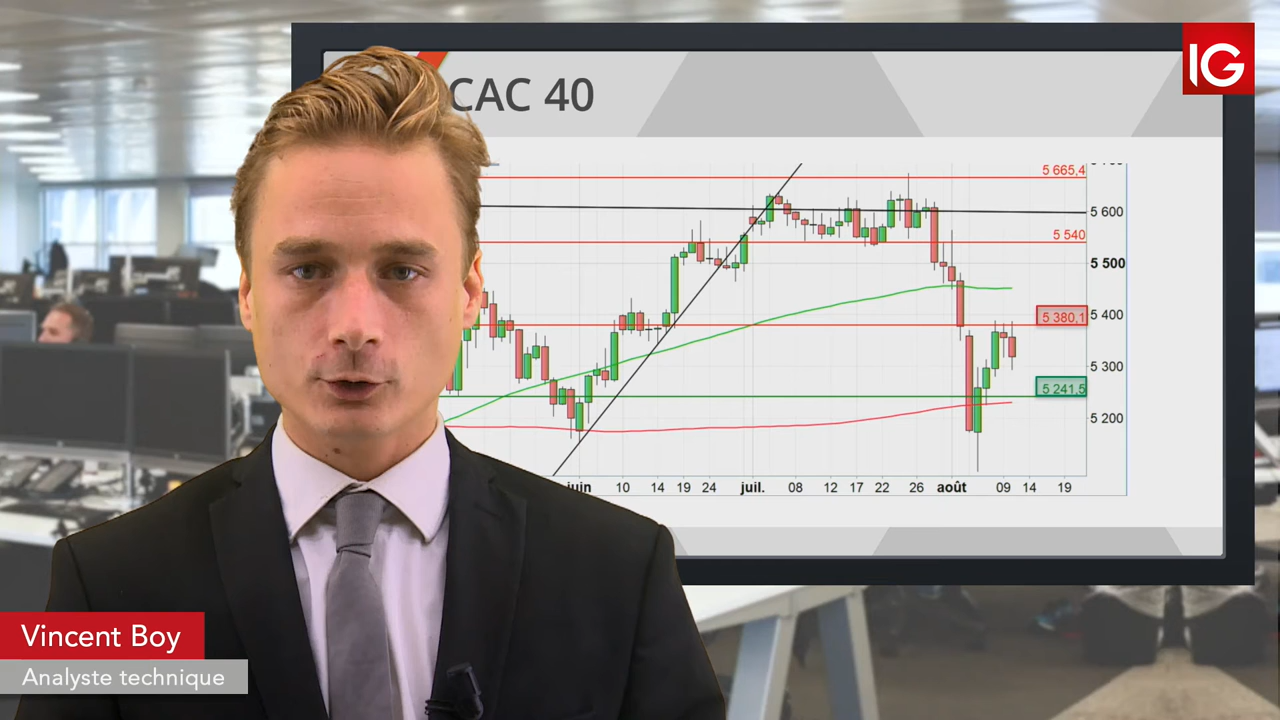 IG
CAC 40
5 665,4
5 600
5 540
5 500
5 400
5 380,1
5 300
5 241,5
5 200
juin 10 14 19 24 juil. 08 12 17 22 26 août 09 14 19
Vincent Boy
Analyste technique